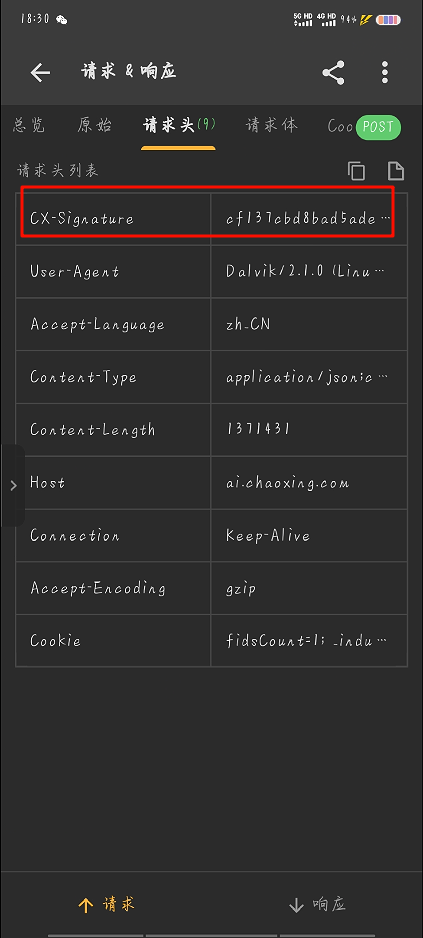 18:30
5G HD 4G HD 94%
请求 & 响应
总览 原始 请求头(9) 请求体 Coo POST
请求头列表
CX-Signature cf137cbd8bad5ade…
User-Agent Dalvik/2.1.0 (Linu…
Accept-Language zh_CN
Content-Type application/json;c…
Content-Length 1371431
Host ai.chaoxing.com
Connection Keep-Alive
Accept-Encoding gzip
Cookie fidsCount=1; _indu…
请求 响应